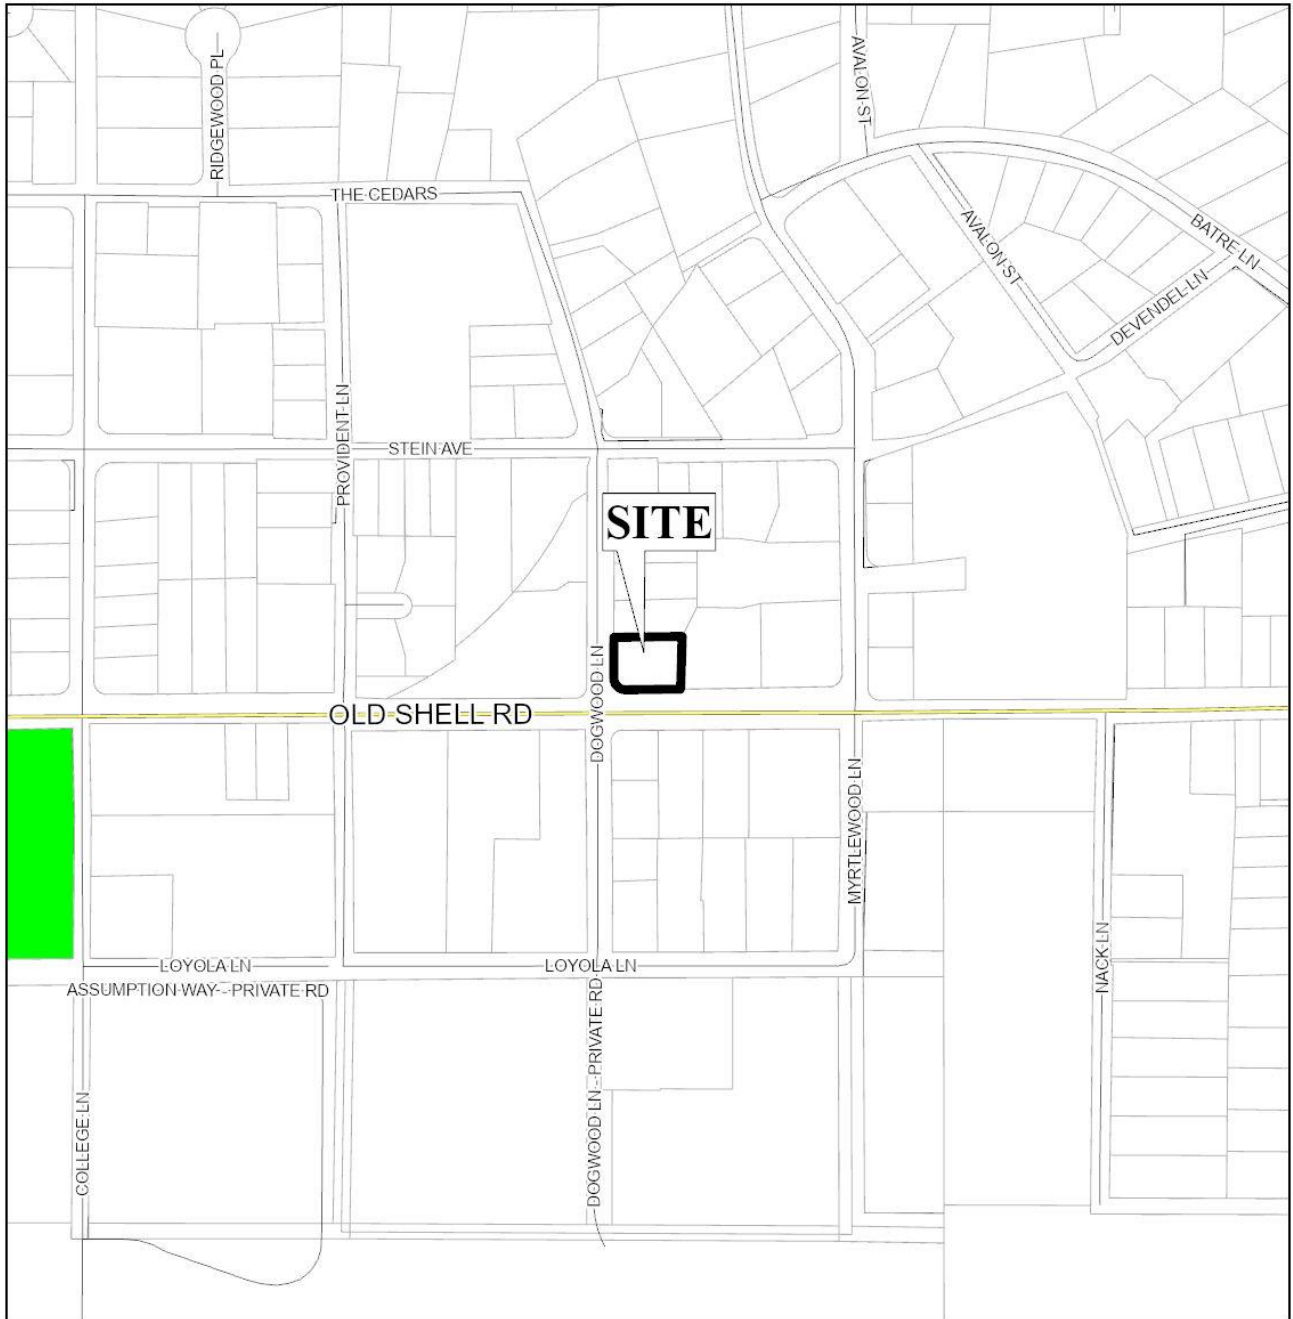 AVALON ST
RIDGEWOOD PL
THE CEDARS
AVALON ST
BATRE LN
DEVENDEL LN
PROVIDENT LN
STEIN AVE
SITE
DOGWOOD LN
OLD SHELL RD
MYRTLEWOOD LN
NACK LN
LOYOLA LN
LOYOLA LN
ASSUMPTION WAY - PRIVATE RD
DOGWOOD LN - PRIVATE RD
COLLEGE LN